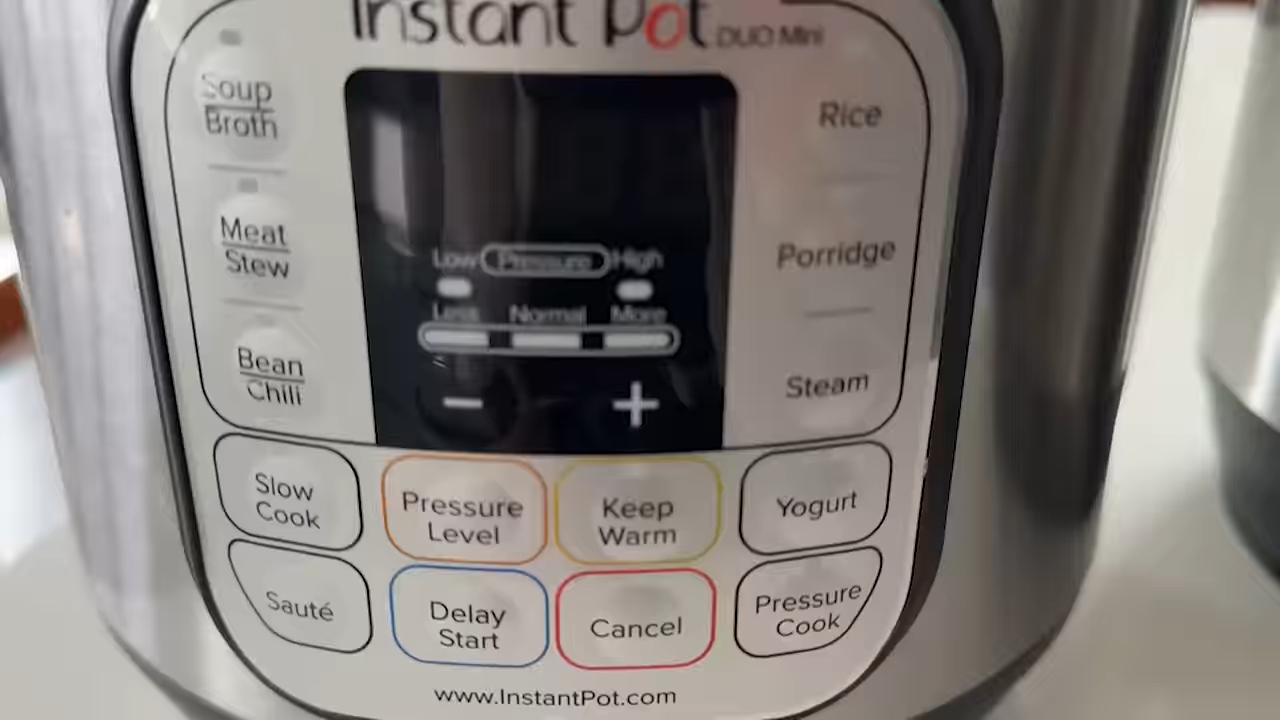 Instant Pot DUO Mini
Soup
Broth
Rice
Meat
Stew
Low Pressure High
Porridge
Less Normal More
Bean
Chili
− +
Steam
Slow
Cook
Pressure
Level
Keep
Warm
Yogurt
Sauté
Delay
Start
Cancel
Pressure
Cook
www.InstantPot.com